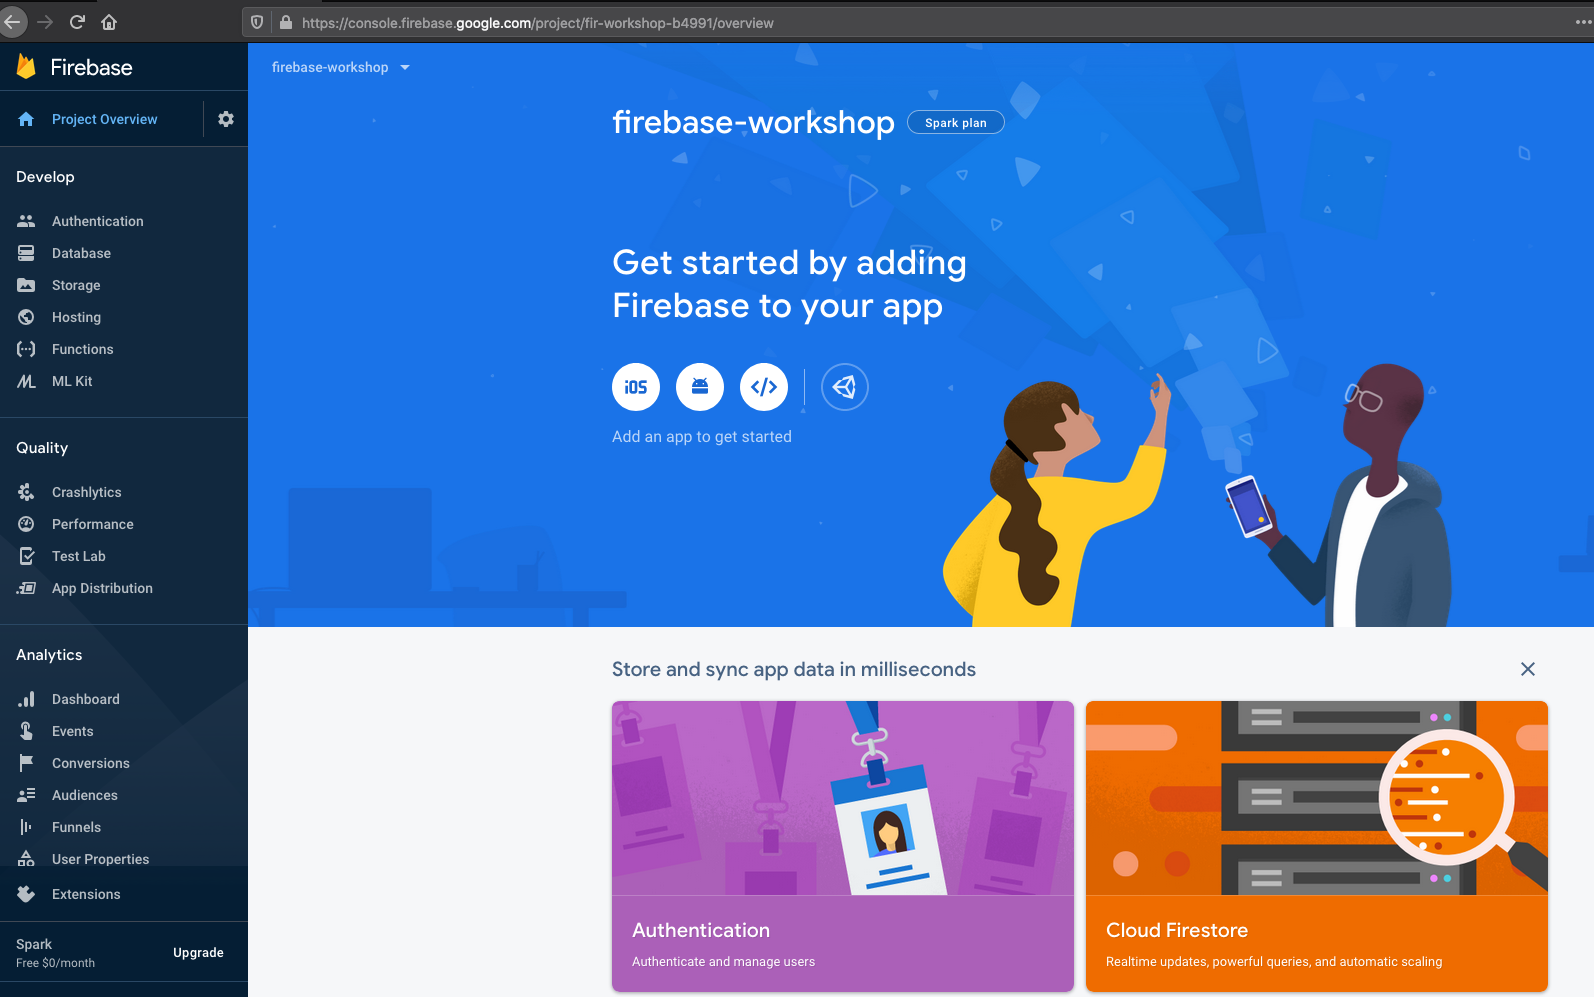 https://console.firebase.google.com/project/fir-workshop-b4991/overview
Firebase
Project Overview
Develop
Authentication
Database
Storage
Hosting
Functions
ML Kit
Quality
Crashlytics
Performance
Test Lab
App Distribution
Analytics
Dashboard
Events
Conversions
Audiences
Funnels
User Properties
Extensions
Spark
Free $0/month
Upgrade
firebase-workshop
firebase-workshop
Spark plan
Get started by adding
Firebase to your app
iOS
Add an app to get started
Store and sync app data in milliseconds
Authentication
Authenticate and manage users
Cloud Firestore
Realtime updates, powerful queries, and automatic scaling